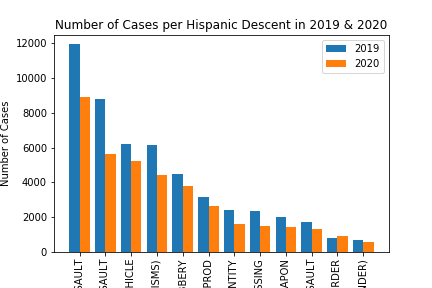 Number of Cases per Hispanic Descent in 2019 & 2020
2019
2020
Number of Cases
12000
10000
8000
6000
4000
2000
0
SAULT
SAULT
HICLE
ISMS)
BERY
PROD
NTITY
SSING
APON
SAULT
RDER
NDER)